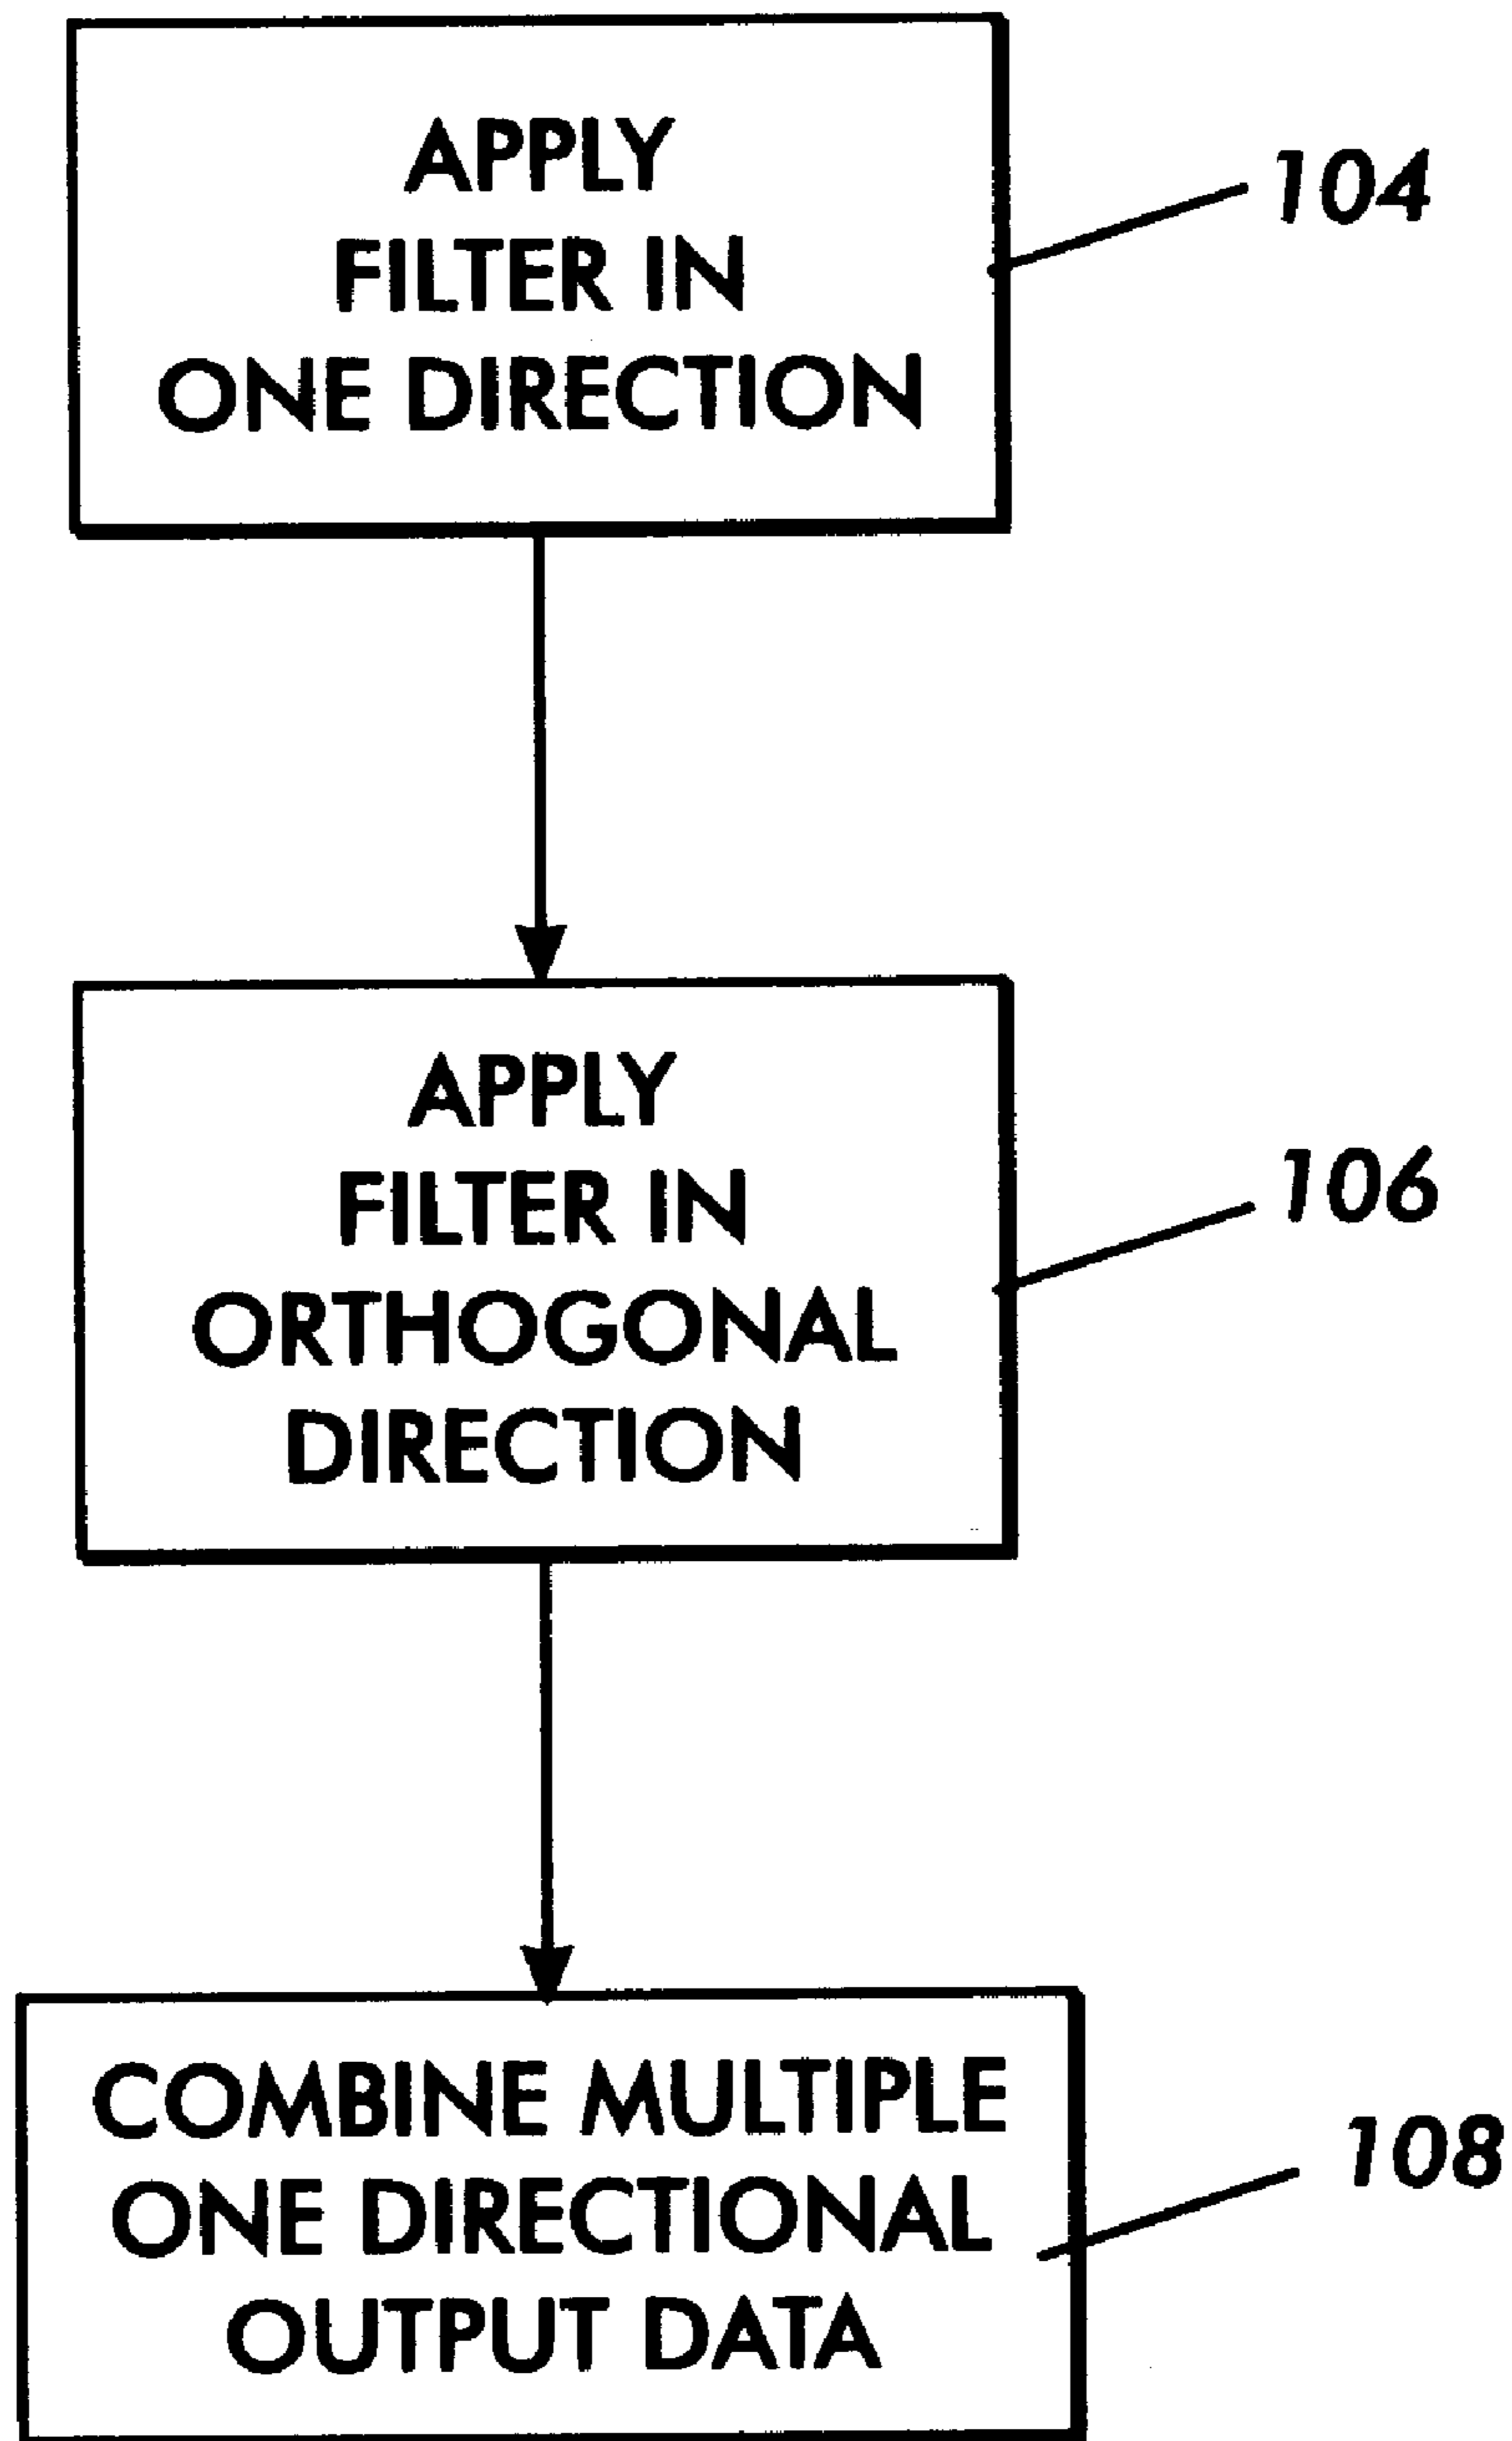 APPLY
FILTER IN
ONE DIRECTION
104
APPLY
FILTER IN
ORTHOGONAL
DIRECTION
106
COMBINE MULTIPLE
ONE DIRECTIONAL
OUTPUT DATA
108